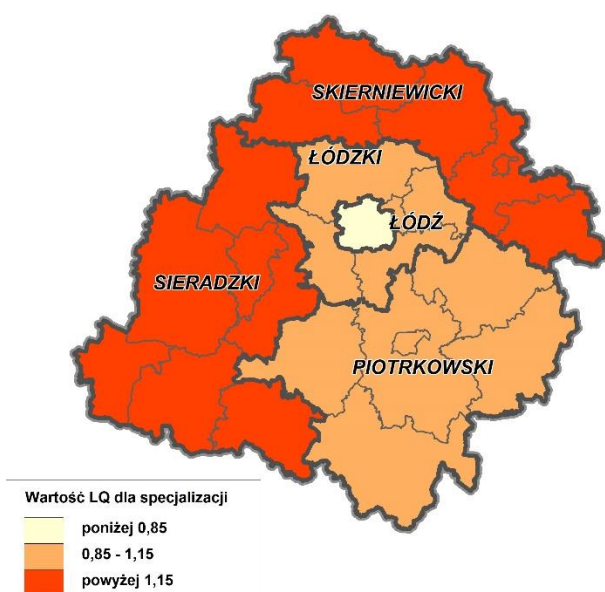 SKIERNIEWICKI
ŁÓDZKI
ŁÓDŹ
SIERADZKI
PIOTRKOWSKI
Wartość LQ dla specjalizacji
poniżej 0,85
0,85 - 1,15
powyżej 1,15